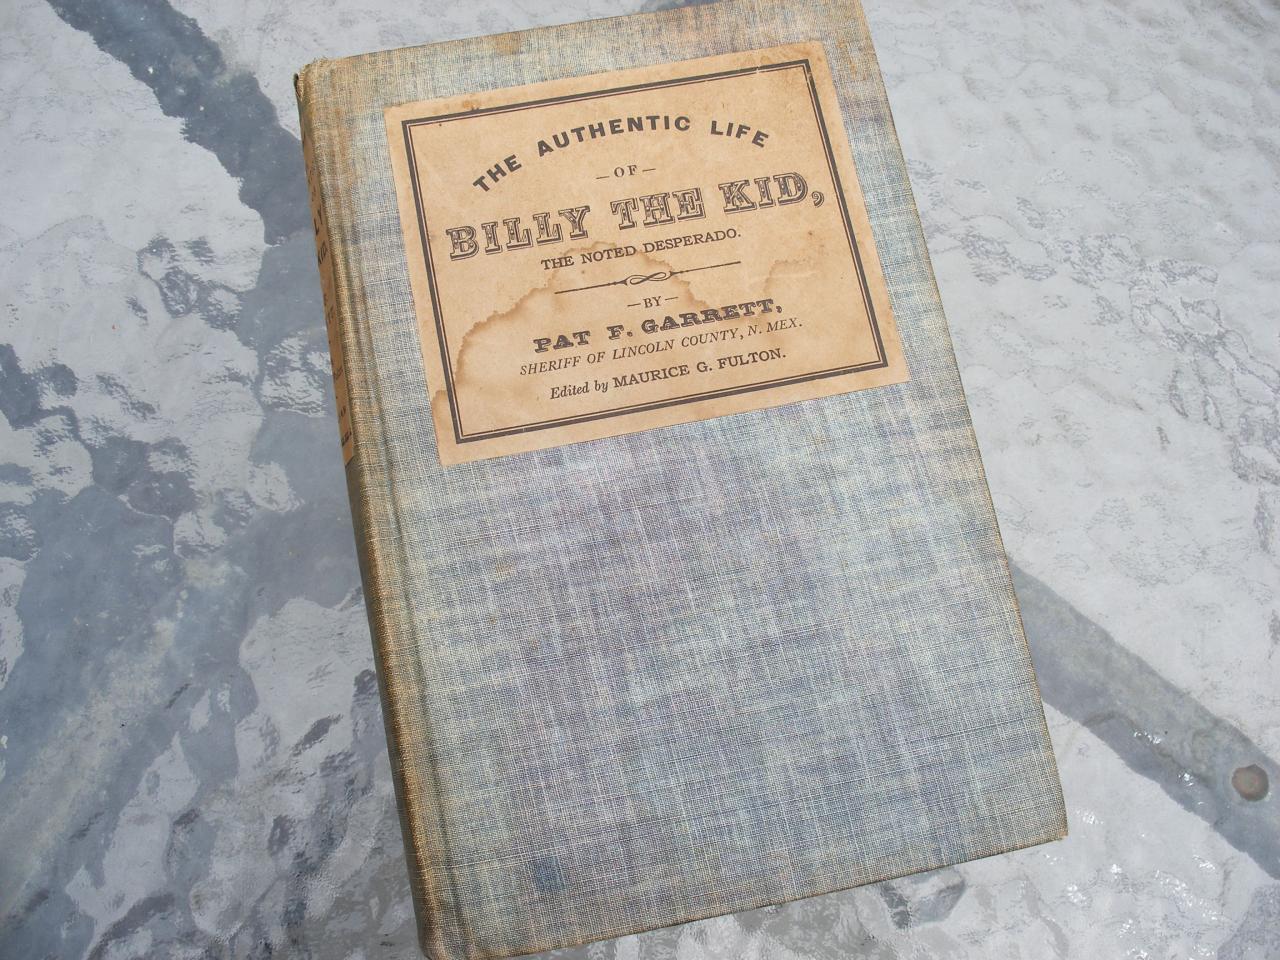 THE AUTHENTIC LIFE
—OF—
BILLY THE KID,
THE NOTED DESPERADO.
—BY—
PAT F. GARRETT,
SHERIFF OF LINCOLN COUNTY, N. MEX.
Edited by MAURICE G. FULTON.